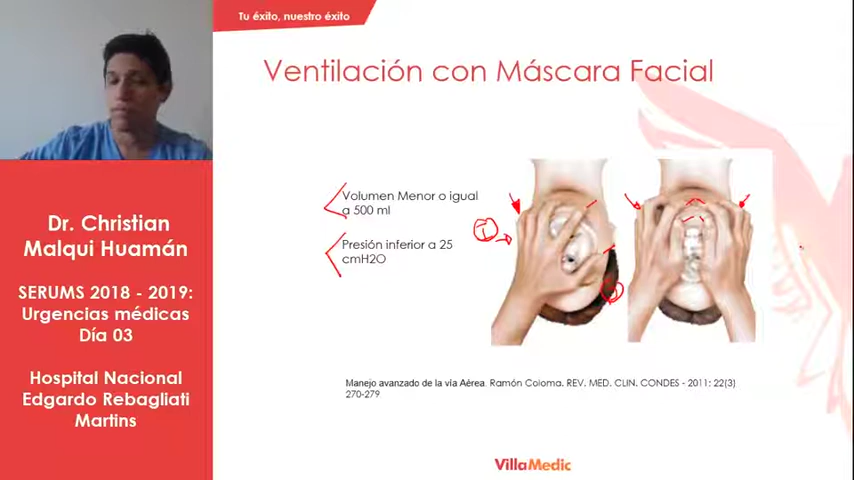 Tu éxito, nuestro éxito
Ventilación con Máscara Facial
Volumen Menor o igual
a 500 ml
Presión inferior a 25
cmH2O
1
Dr. Christian
Malqui Huamán
SERUMS 2018 - 2019:
Urgencias médicas
Día 03
Hospital Nacional
Edgardo Rebagliati
Martins
Manejo avanzado de la vía Aérea. Ramón Coloma. REV. MED. CLIN. CONDES - 2011; 22(3)
270-279
VillaMedic